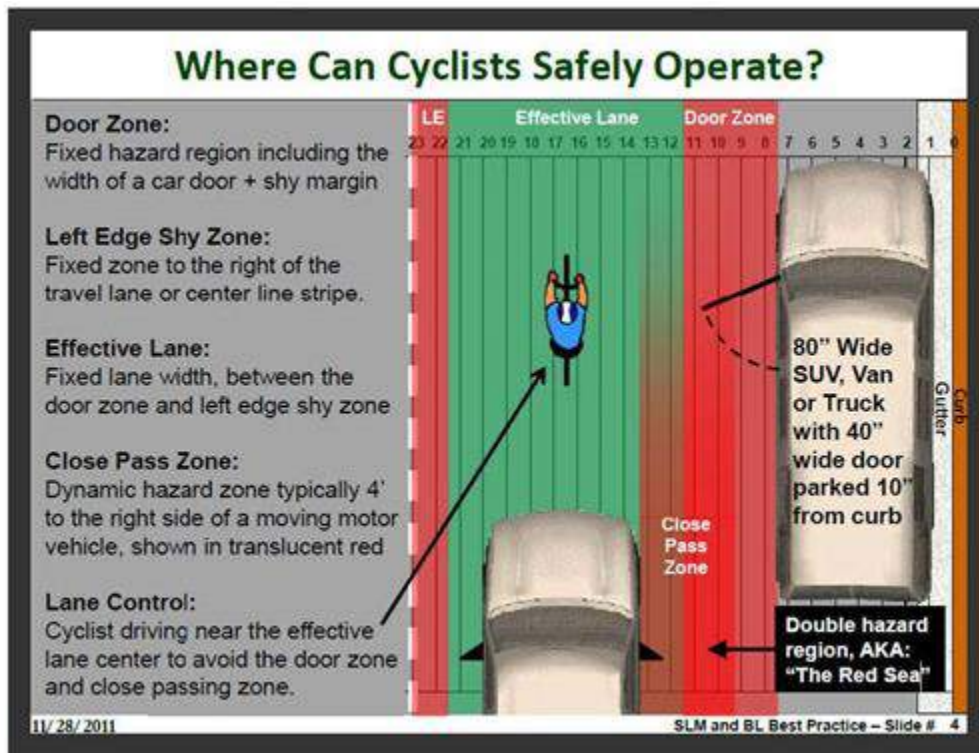 Where Can Cyclists Safely Operate?
Door Zone:
Fixed hazard region including the
width of a car door + shy margin
Left Edge Shy Zone:
Fixed zone to the right of the
travel lane or center line stripe.
Effective Lane:
Fixed lane width, between the
door zone and left edge shy zone
Close Pass Zone:
Dynamic hazard zone typically 4'
to the right side of a moving motor
vehicle, shown in translucent red
Lane Control:
Cyclist driving near the effective
lane center to avoid the door zone
and close passing zone.
LE Effective Lane Door Zone
23 22 21 20 19 18 17 16 15 14 13 12 11 10 9 8 7 6 5 4 3 2 1 0
80” Wide
SUV, Van
or Truck
with 40”
wide door
parked 10”
from curb
Gutter
Curb
Close
Pass
Zone
Double hazard
region, AKA:
“The Red Sea”
11/ 28/ 2011
SLM and BL Best Practice – Slide # 4